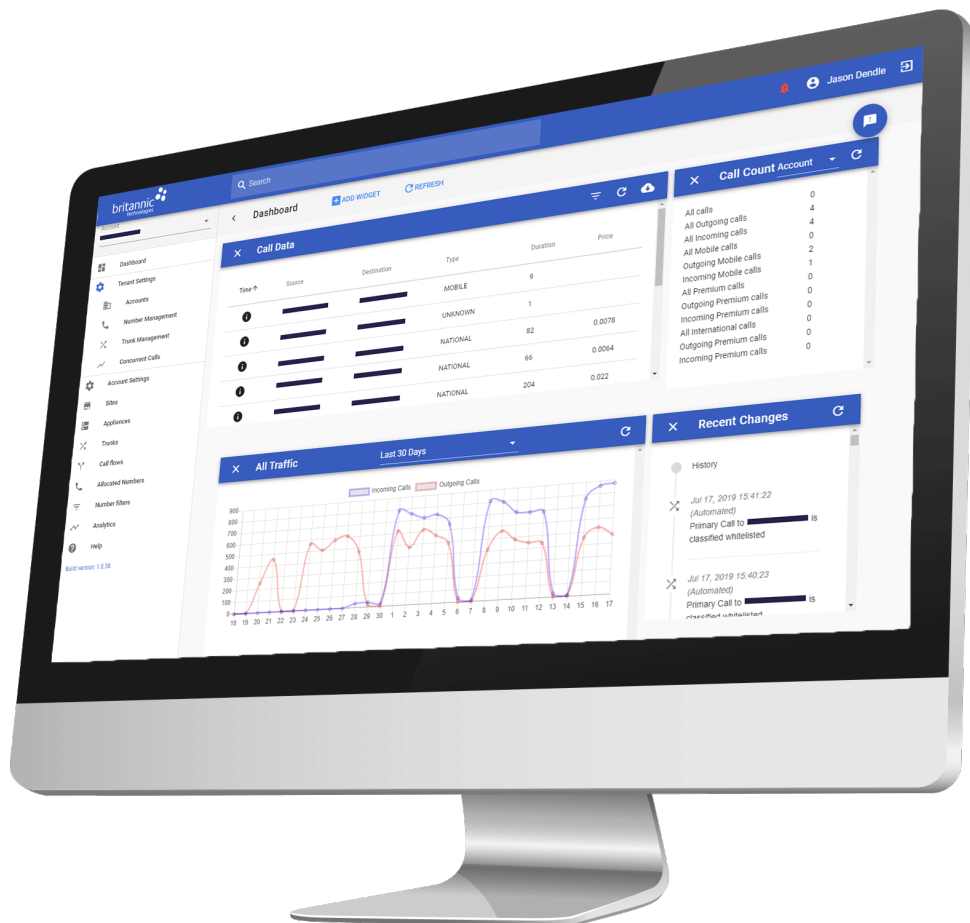 Jason Dendle
Search
britannic
technologies
Account
Dashboard
ADD WIDGET
REFRESH
Dashboard
Tenant Settings
Accounts
Number Management
Trunk Management
Concurrent Calls
Account Settings
Sites
Appliances
Trunks
Call flows
Allocated Numbers
Number filters
Analytics
Help
Build version: 1.0.38
Call Data
Time Source Destination Type Duration Price
MOBILE 9
UNKNOWN 1
NATIONAL 82 0.0078
NATIONAL 66 0.0064
NATIONAL 204 0.022
Call Count Account
All calls 0
All Outgoing calls 4
All Incoming calls 4
All Mobile calls 0
Outgoing Mobile calls 2
Incoming Mobile calls 1
All Premium calls 0
Outgoing Premium calls 0
Incoming Premium calls 0
All International calls 0
Outgoing Premium calls 0
Incoming Premium calls 0
All Traffic Last 30 Days
Incoming Calls Outgoing Calls
900
800
700
600
500
400
300
200
100
0
18 19 20 21 22 23 24 25 26 27 28 29 30 1 2 3 4 5 6 7 8 9 10 11 12 13 14 15 16 17
Recent Changes
History
Jul 17, 2019 15:41:22
(Automated)
Primary Call to is
classified whitelisted
Jul 17, 2019 15:40:23
(Automated)
Primary Call to is
classified whitelisted